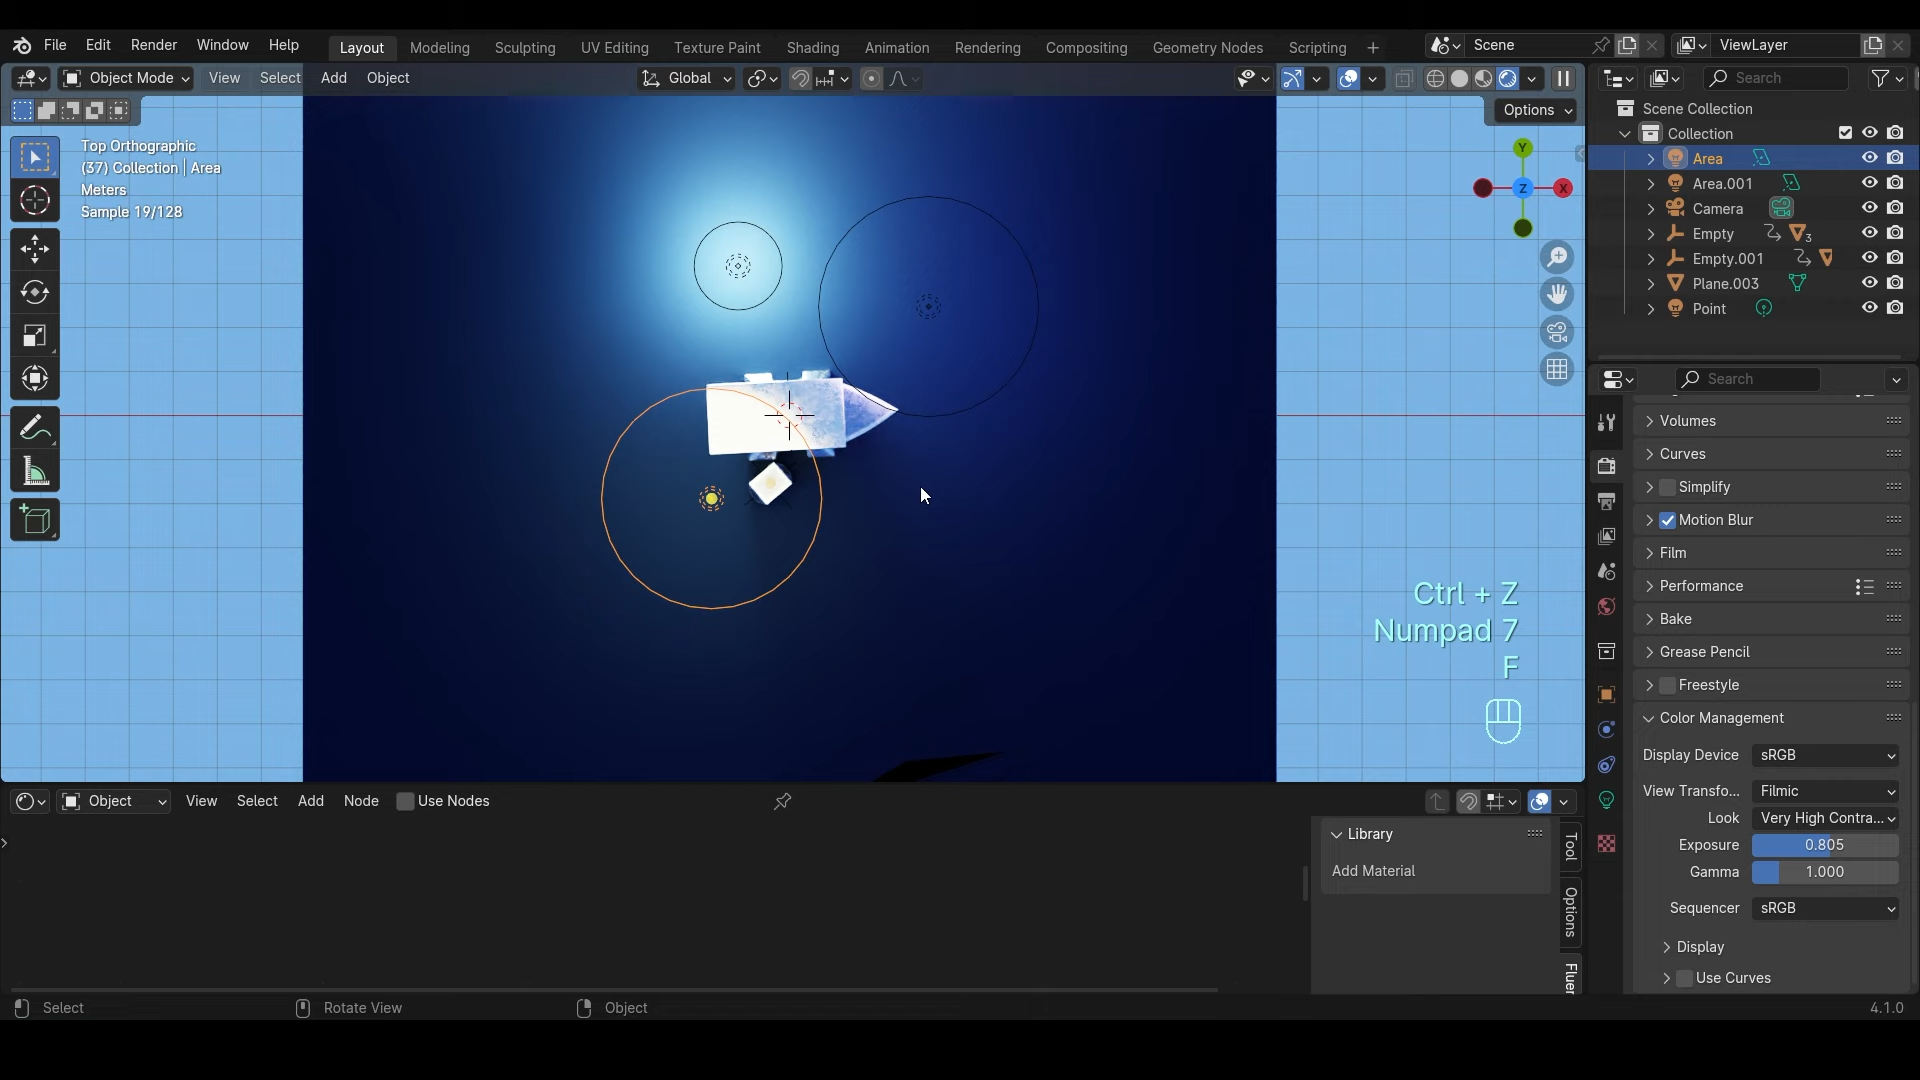 File Edit Render Window Help Layout Modeling Sculpting UV Editing Texture Paint Shading Animation Rendering Compositing Geometry Nodes Scripting + Scene ViewLayer
Object Mode View Select Add Object Global Search
Options
Top Orthographic
(37) Collection | Area
Meters
Sample 19/128
Y
Z
X
Scene Collection
Collection
Area
Area.001
Camera
Empty 3
Empty.001
Plane.003
Point
Search
Volumes
Curves
Simplify
Motion Blur
Film
Performance
Bake
Grease Pencil
Freestyle
Color Management
Display Device sRGB
View Transfo... Filmic
Look Very High Contra...
Exposure 0.805
Gamma 1.000
Sequencer sRGB
Display
Use Curves
Ctrl + Z
Numpad 7
F
Object View Select Add Node Use Nodes
Library
Add Material
Tool
Options
Fluer
Select Rotate View Object 4.1.0